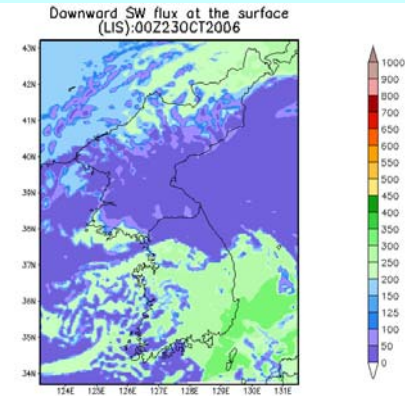 Downward SW flux at the surface
(LIS):00Z23OCT2006
43N
42N
41N
40N
39N
38N
37N
36N
35N
34N
124E 125E 126E 127E 128E 129E 130E 131E
1000
900
800
700
650
600
550
500
450
400
350
300
250
200
150
125
100
50
0